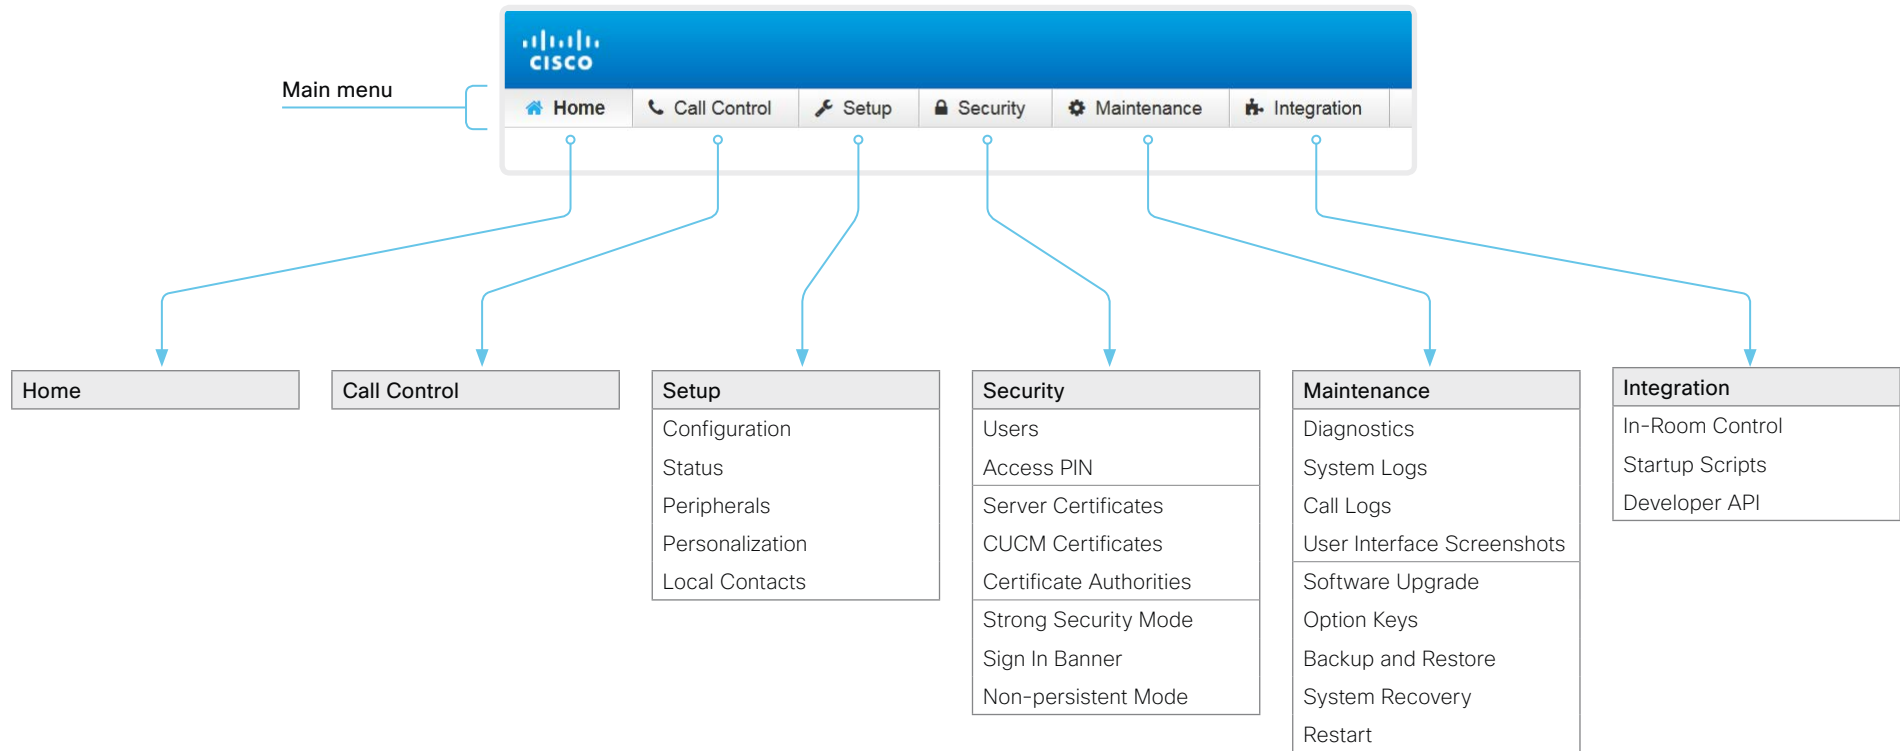 CISCO
Main menu
Home Call Control Setup Security Maintenance Integration
Home
Call Control
Setup
Configuration
Status
Peripherals
Personalization
Local Contacts
Security
Users
Access PIN
Server Certificates
CUCM Certificates
Certificate Authorities
Strong Security Mode
Sign In Banner
Non-persistent Mode
Maintenance
Diagnostics
System Logs
Call Logs
User Interface Screenshots
Software Upgrade
Option Keys
Backup and Restore
System Recovery
Restart
Integration
In-Room Control
Startup Scripts
Developer API